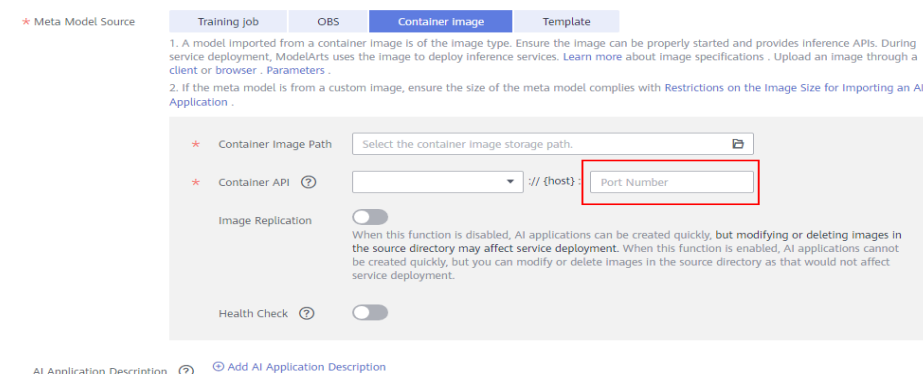 * Meta Model Source Training job OBS Container image Template
1. A model imported from a container image is of the image type. Ensure the image can be properly started and provides inference APIs. During
service deployment, ModelArts uses the image to deploy inference services. Learn more about image specifications . Upload an image through a
client or browser . Parameters .
2. If the meta model is from a custom image, ensure the size of the meta model complies with Restrictions on the Image Size for Importing an AI
Application .
* Container Image Path Select the container image storage path.
* Container API ? :// {host} : Port Number
Image Replication
When this function is disabled, AI applications can be created quickly, but modifying or deleting images in
the source directory may affect service deployment. When this function is enabled, AI applications cannot
be created quickly, but you can modify or delete images in the source directory as that would not affect
service deployment.
Health Check ?
AI Application Description ? Add AI Application Description